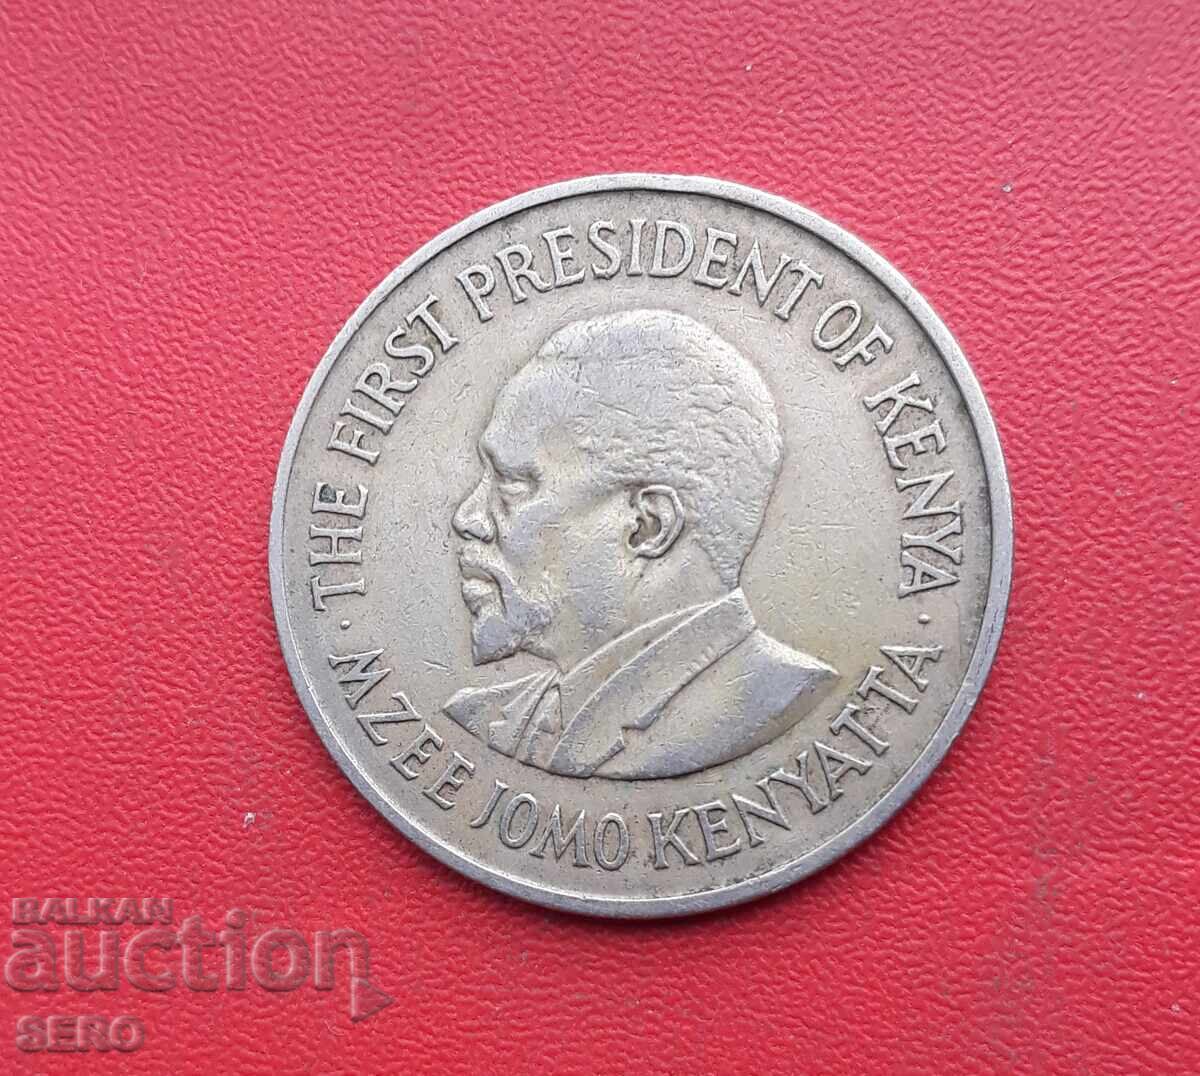 · THE FIRST PRESIDENT OF KENYA ·
MZEE JOMO KENYATTA
BALKAN
auction
SERO